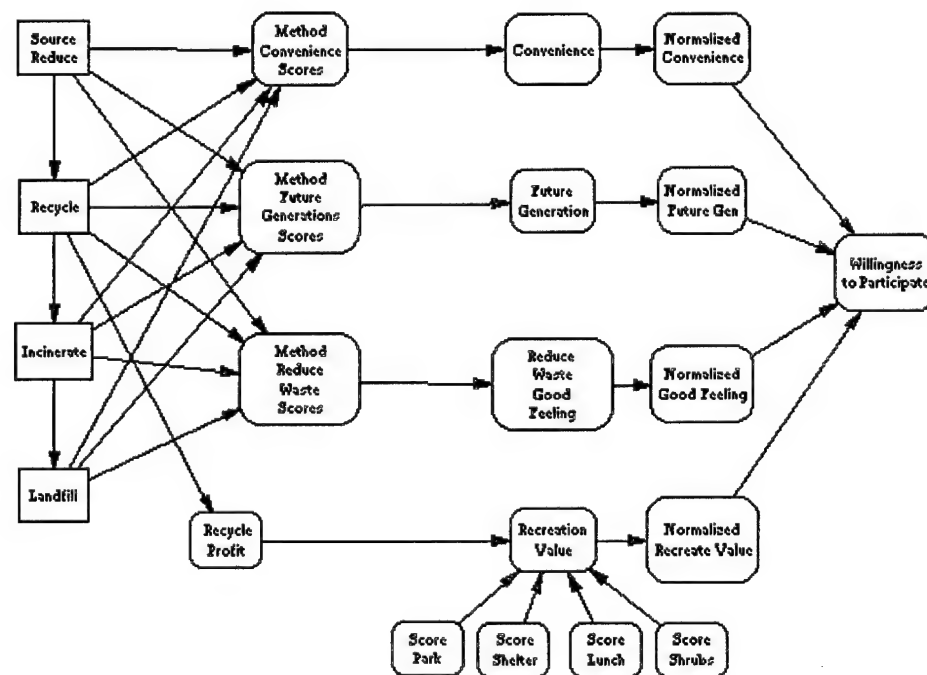 Source
Reduce
Method
Convenience
Scores
Convenience
Normalized
Convenience
Recycle
Method
Future
Generations
Scores
Future
Generation
Normalized
Future Gen
Willingness
to Participate
Incinerate
Method
Reduce
Waste
Scores
Reduce
Waste
Good
Feeling
Normalized
Good Feeling
Landfill
Recycle
Profit
Recreation
Value
Normalized
Recreate Value
Score
Park
Score
Shelter
Score
Lunch
Score
Shrubs